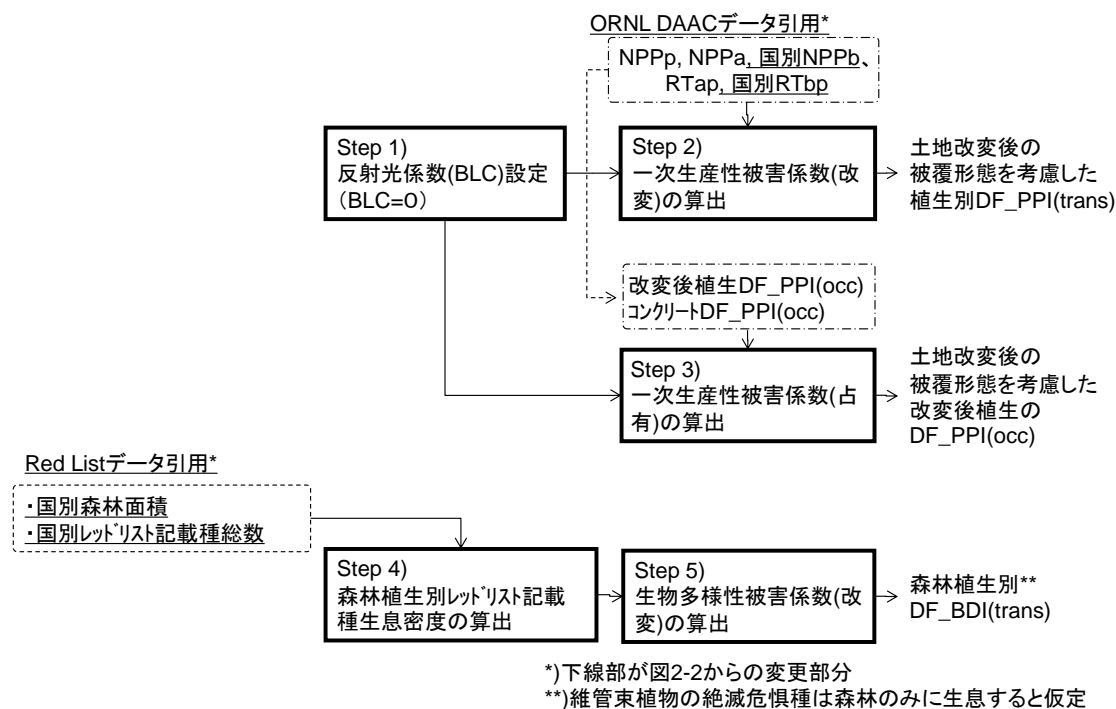 ORNL DAACデータ引用*
NPPp, NPPa, 国別NPPb、
RTap, 国別RTbp
Step 1)
反射光係数(BLC)設定
（BLC=0）
Step 2)
一次生産性被害係数(改
変)の算出
土地改変後の
被覆形態を考慮した
植生別DF_PPI(trans)
改変後植生DF_PPI(occ)
ｺﾝｸﾘｰﾄDF_PPI(occ)
Step 3)
一次生産性被害係数(占
有)の算出
土地改変後の
被覆形態を考慮した
改変後植生の
DF_PPI(occ)
Red Listデータ引用*
・国別森林面積
・国別ﾚｯﾄﾞﾘｽﾄ記載種総数
Step 4)
森林植生別ﾚｯﾄﾞﾘｽﾄ記載
種生息密度の算出
Step 5)
生物多様性被害係数(改
変)の算出
森林植生別**
DF_BDI(trans)
*)下線部が図2-2からの変更部分
**)維管束植物の絶滅危惧種は森林のみに生息すると仮定